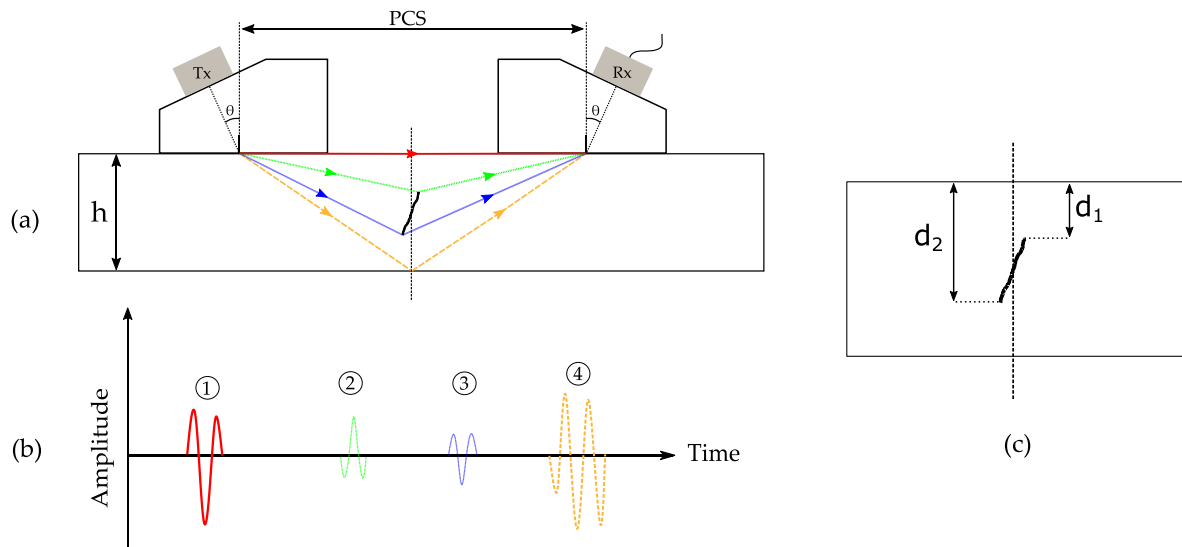 PCS
Tx
Rx
θ
θ
(a)
h
d₂
d₁
(b)
Amplitude
①
②
③
④
Time
(c)